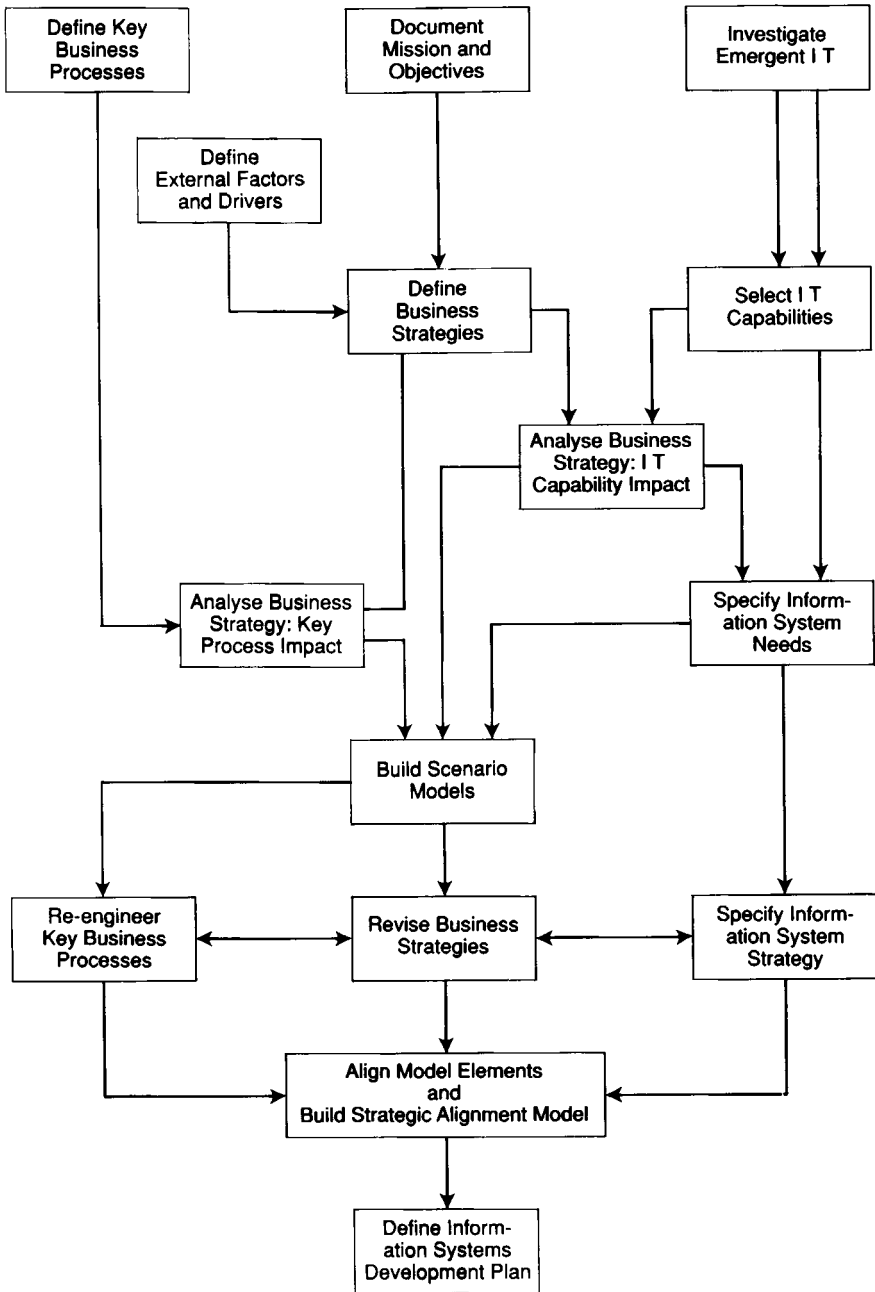 Define Key
Business
Processes
Document
Mission and
Objectives
Investigate
Emergent I T
Define
External Factors
and Drivers
Define
Business
Strategies
Select I T
Capabilities
Analyse Business
Strategy: I T
Capability Impact
Analyse Business
Strategy: Key
Process Impact
Specify Inform-
ation System
Needs
Build Scenario
Models
Re-engineer
Key Business
Processes
Revise Business
Strategies
Specify Inform-
ation System
Strategy
Align Model Elements
and
Build Strategic Alignment Model
Define Inform-
ation Systems
Development Plan